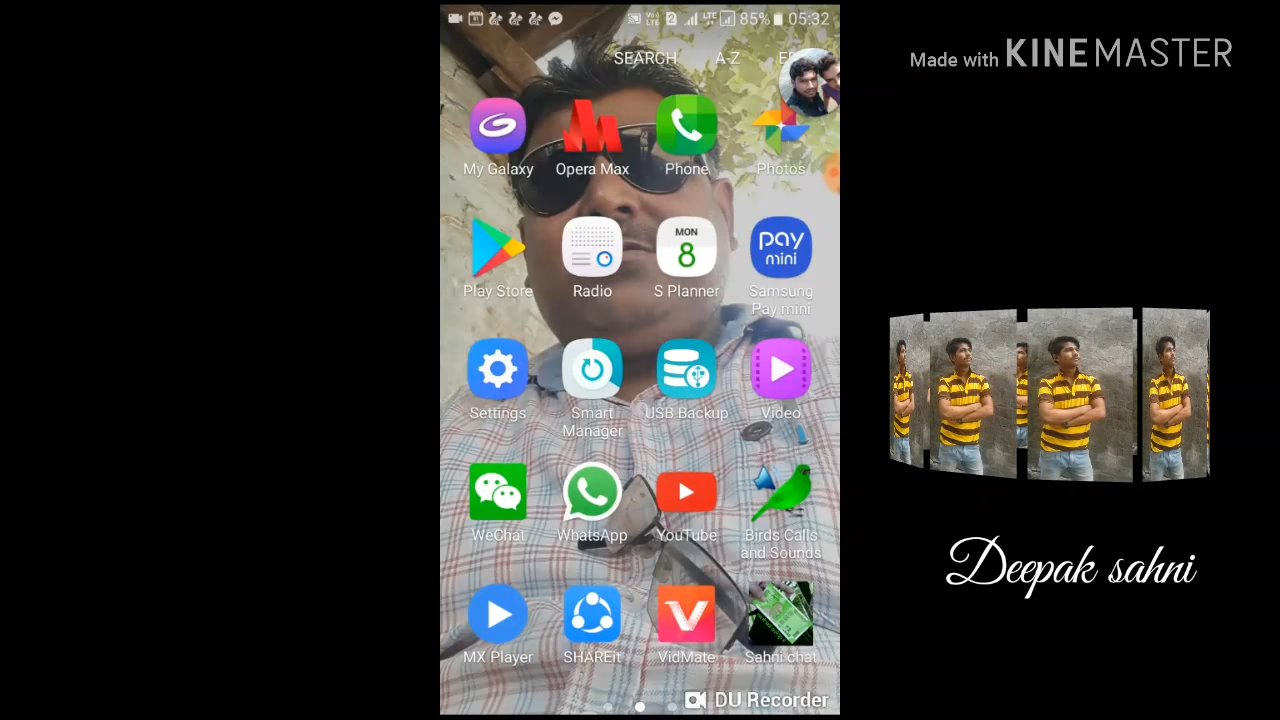 85% 05:32
Made with KINEMASTER
SEARCH A-Z
My Galaxy Opera Max Phone Photos
MON
8
pay
mini
Play Store Radio S Planner Samsung
Pay mini
Settings Smart
Manager USB Backup Video
WeChat WhatsApp YouTube Birds Calls
and Sounds
Deepak sahni
MX Player SHAREit VidMate Sahni chat
DU Recorder